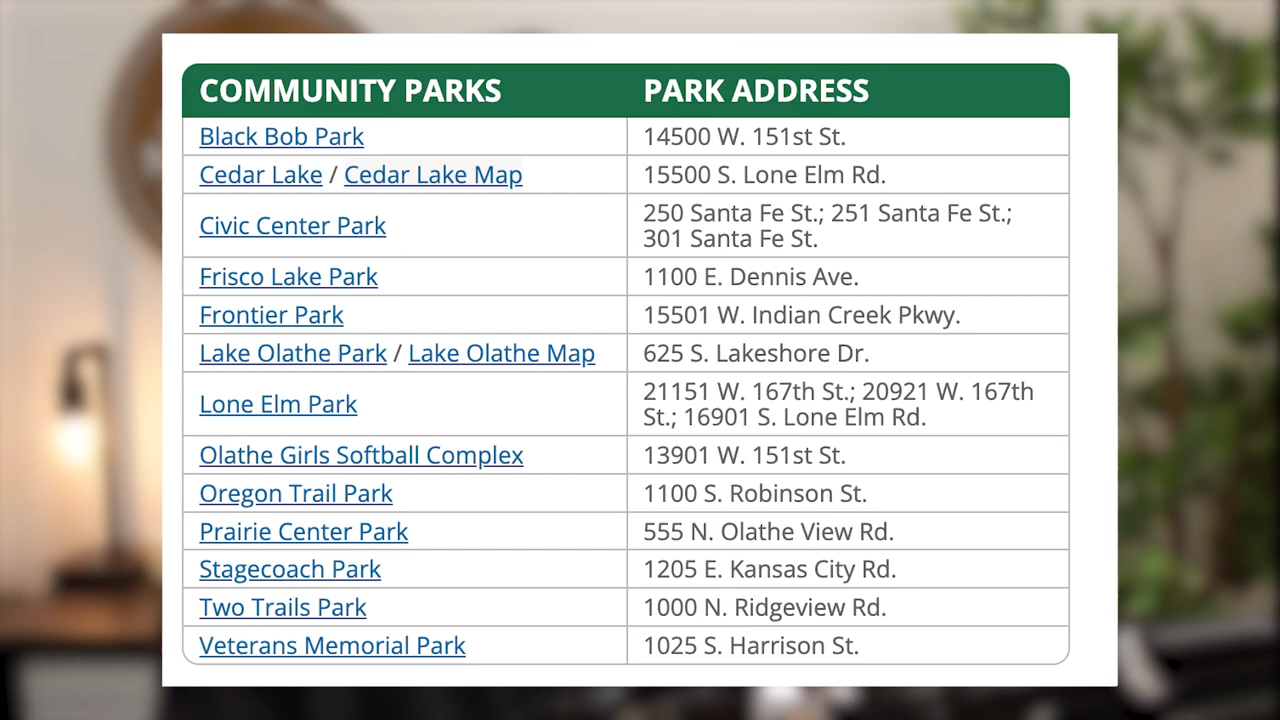 COMMUNITY PARKS PARK ADDRESS
Black Bob Park 14500 W. 151st St.
Cedar Lake / Cedar Lake Map 15500 S. Lone Elm Rd.
Civic Center Park 250 Santa Fe St.; 251 Santa Fe St.;
301 Santa Fe St.
Frisco Lake Park 1100 E. Dennis Ave.
Frontier Park 15501 W. Indian Creek Pkwy.
Lake Olathe Park / Lake Olathe Map 625 S. Lakeshore Dr.
Lone Elm Park 21151 W. 167th St.; 20921 W. 167th
St.; 16901 S. Lone Elm Rd.
Olathe Girls Softball Complex 13901 W. 151st St.
Oregon Trail Park 1100 S. Robinson St.
Prairie Center Park 555 N. Olathe View Rd.
Stagecoach Park 1205 E. Kansas City Rd.
Two Trails Park 1000 N. Ridgeview Rd.
Veterans Memorial Park 1025 S. Harrison St.